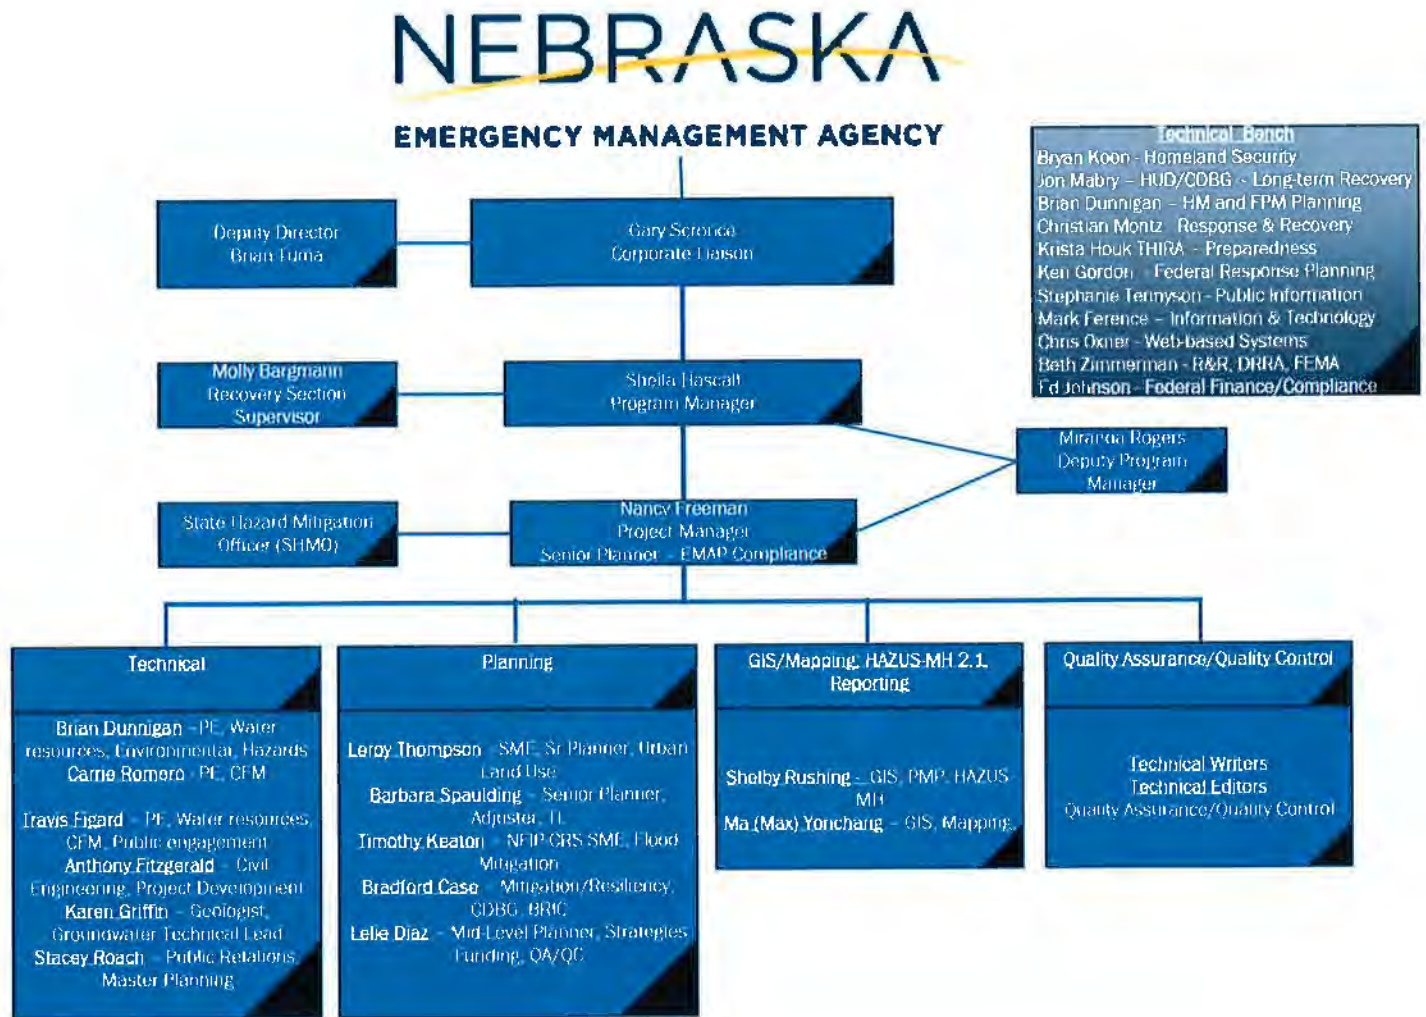 NEBRASKA
EMERGENCY MANAGEMENT AGENCY
Technical Bench
Bryan Koon - Homeland Security
Jon Mabry – HUD/CDBG - Long-term Recovery
Brian Dunnigan – HM and FPM Planning
Christian Montz Response & Recovery
Krista Houk THIRA - Preparedness
Ken Gordon - Federal Response Planning
Stephanie Tennyson - Public Information
Mark Ference – Information & Technology
Chris Oxner - Web-based Systems
Beth Zimmerman - R&R, DRRA, FEMA
Ed Johnson - Federal Finance/Compliance
Deputy Director
Brian Tuma
Gary Scronce
Corporate Liaison
Molly Bargmann
Recovery Section
Supervisor
Sheila Hascall
Program Manager
Miranda Rogers
Deputy Program
Manager
State Hazard Mitigation
Officer (SHMO)
Nancy Freeman
Project Manager
Senior Planner – EMAP Compliance
Technical
Brian Dunnigan – PE, Water
resources, Environmental, Hazards
Carrie Romero - PE, CFM
Travis Figard – PE, Water resources,
CFM, Public engagement
Anthony Fitzgerald – Civil
Engineering, Project Development
Karen Griffin – Geologist,
Groundwater Technical Lead
Stacey Roach – Public Relations,
Master Planning
Planning
Leroy Thompson - SME, Sr Planner, Urban
Land Use
Barbara Spaulding – Senior Planner,
Adjuster, TL
Timothy Keaton – NFIP CRS SME, Flood
Mitigation
Bradford Case – Mitigation/Resiliency,
CDBG, BRIC
Lelie Diaz – Mid-Level Planner, Strategies
Funding, QA/QC
GIS/Mapping, HAZUS-MH 2.1,
Reporting
Shelby Rushing – GIS, PMP, HAZUS-
MH
Ma (Max) Yonchang – GIS, Mapping,
Quality Assurance/Quality Control
Technical Writers
Technical Editors
Quality Assurance/Quality Control